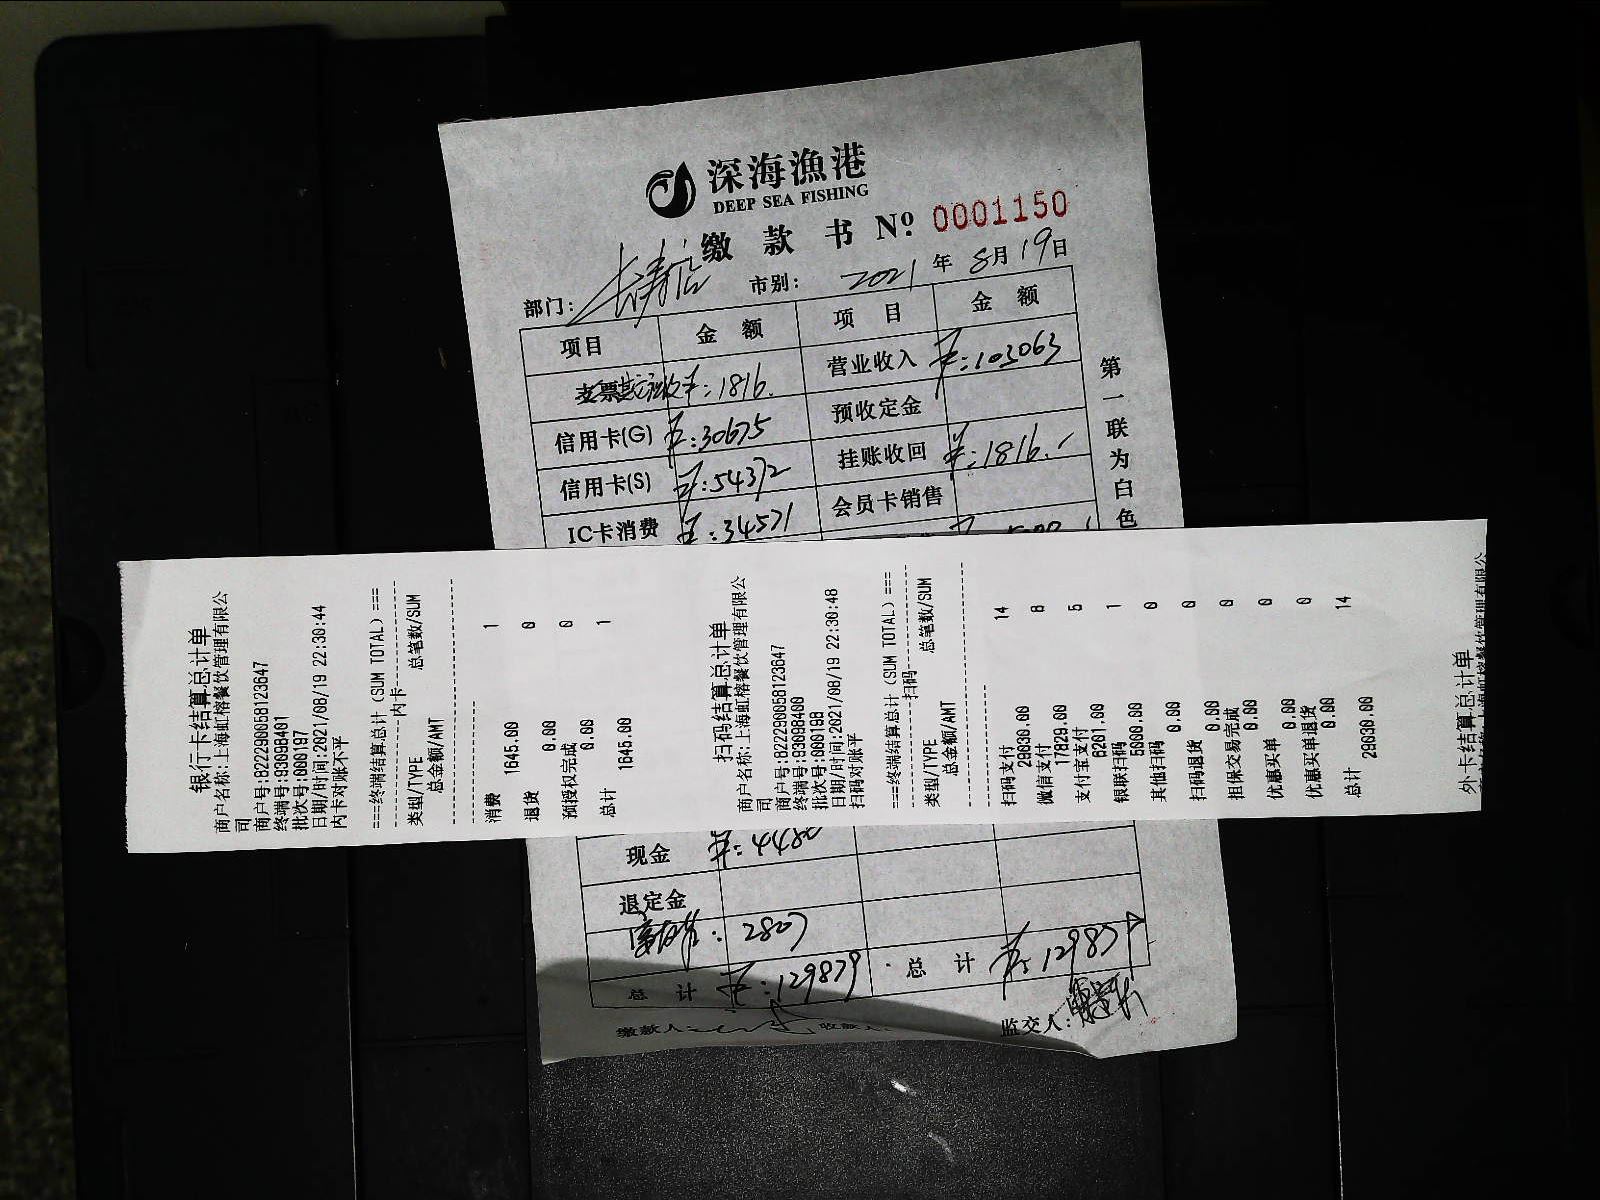 深海漁港
DEEP SEA FISHING
缴款书 No. 0001150
部门: 长寿店 市别: 2021年8月19日
项目 金额 项目 金额
支票 ¥:1816. 营业收入 ¥:103063
信用卡(G) ¥:30675 预收定金
信用卡(S) ¥:54372 挂账收回 ¥:1816.
IC卡消费 ¥:34571 会员卡销售
第一联为白色
现金 ¥:4480
退定金
2807
总计 ¥:129879 总计 ¥:129879
缴款人: 收款人 监交人:
银行卡结算总计单
商户名称:上海虹榕餐饮管理有限公
司
商户号:822290058123647
终端号:93098401
批次号:000197
日期/时间:2021/08/19 22:30:44
内卡对账不平
===终端结算总计(SUM TOTAL)===
内卡
类型/TYPE 总笔数/SUM
总金额/AMT
消费 1
1645.00
退货 0
0.00
预授权完成 0
0.00
总计 1
1645.00
扫码结算总计单
商户名称:上海虹榕餐饮管理有限公
司
商户号:822290058123647
终端号:93098400
批次号:000198
日期/时间:2021/08/19 22:30:48
扫码对账平
===终端结算总计(SUM TOTAL)===
扫码
类型/TYPE 总笔数/SUM
总金额/AMT
扫码支付 14
29030.00
微信支付 8
17829.00
支付宝支付 5
6201.00
银联扫码 1
5000.00
其他扫码 0
0.00
扫码退货 0
0.00
担保交易完成 0
0.00
优惠买单 0
0.00
优惠买单退货 0
0.00
总计 14
29030.00
外卡结算总计单